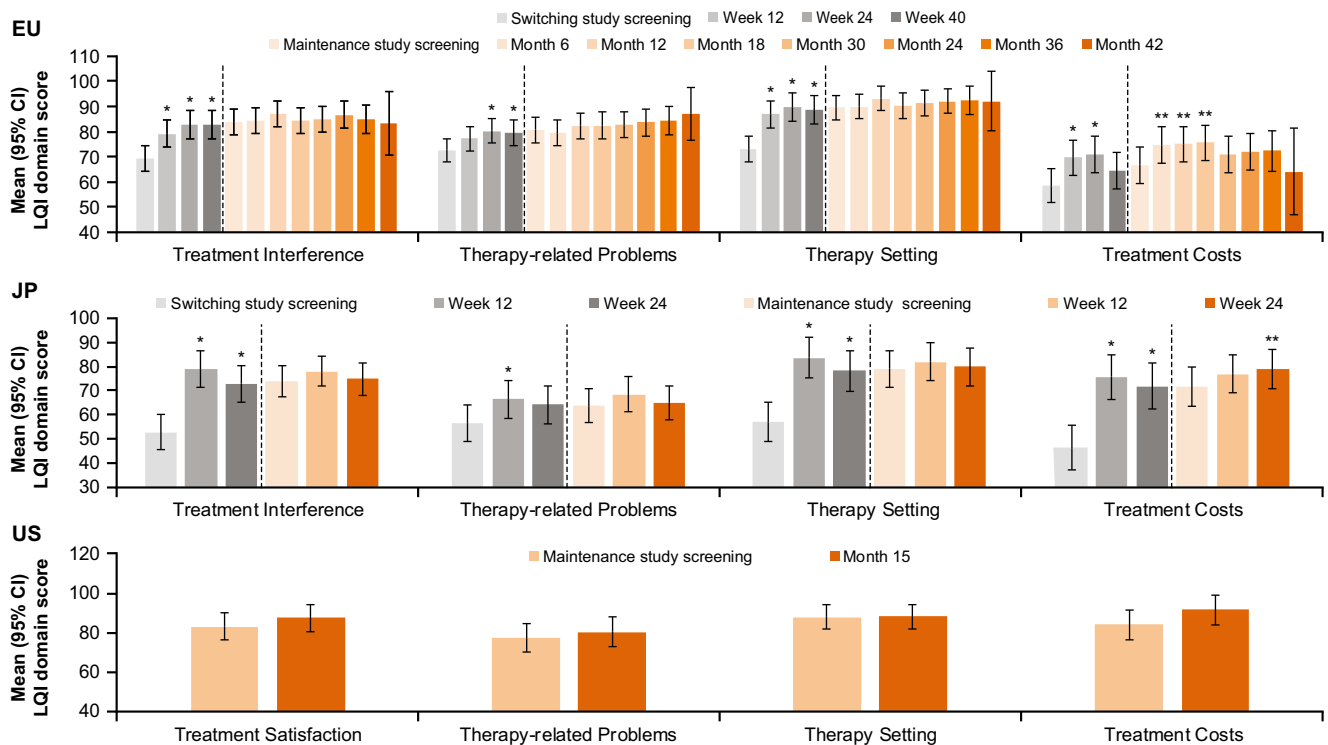 Switching study screening Week 12 Week 24 Week 40
EU
Maintenance study screening Month 6 Month 12 Month 18 Month 30 Month 24 Month 36 Month 42
Mean (95% CI)
LQI domain score
110
100
90
80
70
60
50
40
* * * * * * * * * * ** ** **
Treatment Interference Therapy-related Problems Therapy Setting Treatment Costs
JP
Switching study screening Week 12 Week 24 Maintenance study screening Week 12 Week 24
Mean (95% CI)
LQI domain score
100
90
80
70
60
50
40
30
* * * * * * * **
Treatment Interference Therapy-related Problems Therapy Setting Treatment Costs
US
Maintenance study screening Month 15
Mean (95% CI)
LQI domain score
120
100
80
60
40
Treatment Satisfaction Therapy-related Problems Therapy Setting Treatment Costs